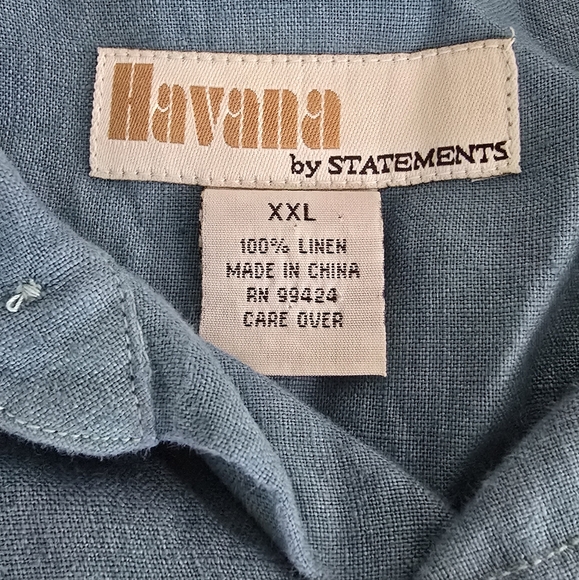 Havana
by STATEMENTS
XXL
100% LINEN
MADE IN CHINA
RN 99424
CARE OVER